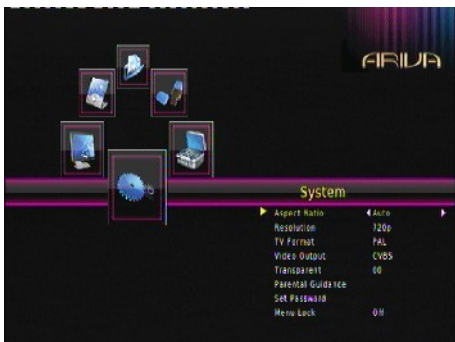 ARIVA
System
Aspect Ratio Auto
Resolution 720p
TV Format PAL
Video Output CVBS
Transparent 00
Parental Guidance
Set Password
Menu Lock Off